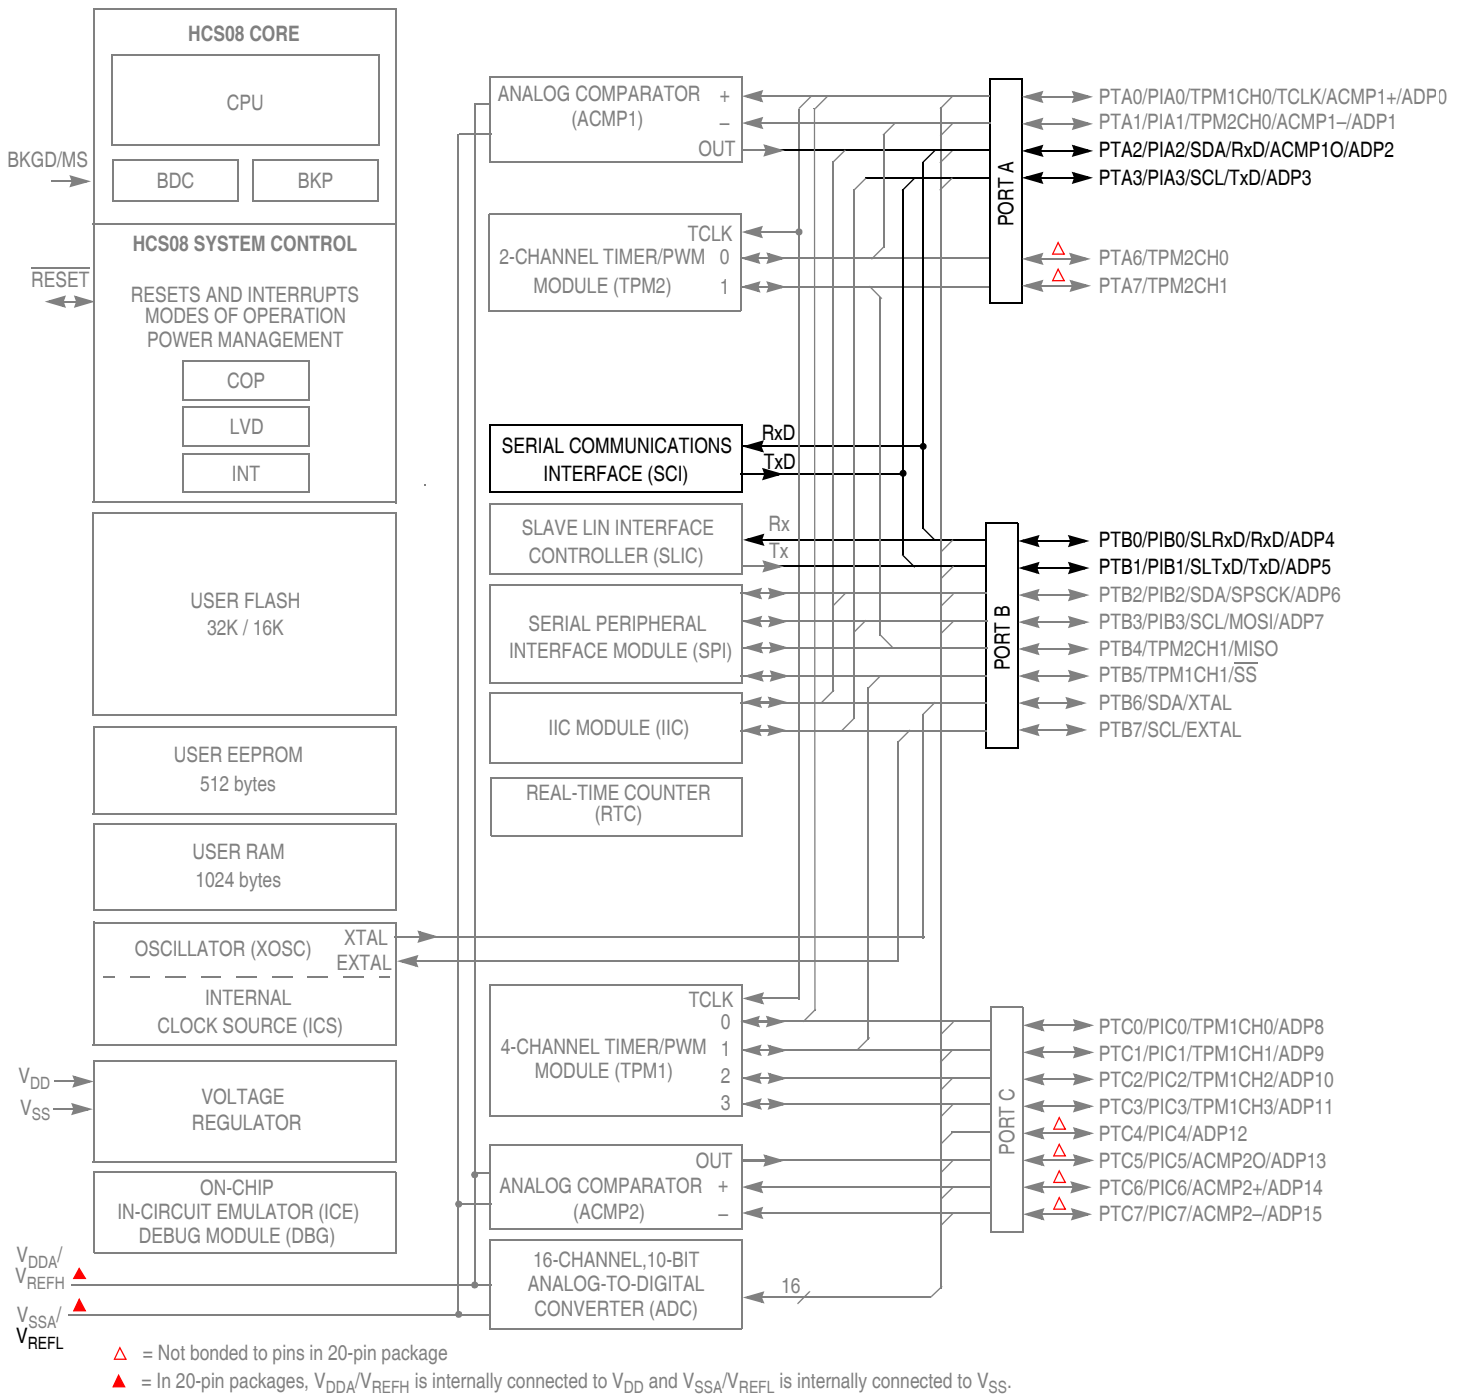 HCS08 CORE
CPU
BKGD/MS
BDC
BKP
HCS08 SYSTEM CONTROL
RESET
RESETS AND INTERRUPTS
MODES OF OPERATION
POWER MANAGEMENT
COP
LVD
INT
USER FLASH
32K / 16K
USER EEPROM
512 bytes
USER RAM
1024 bytes
OSCILLATOR (XOSC)
XTAL
EXTAL
INTERNAL
CLOCK SOURCE (ICS)
VDD
VSS
VOLTAGE
REGULATOR
ON-CHIP
IN-CIRCUIT EMULATOR (ICE)
DEBUG MODULE (DBG)
VDDA/
VREFH
VSSA/
VREFL
ANALOG COMPARATOR
(ACMP1)
+
–
OUT
TCLK
2-CHANNEL TIMER/PWM
MODULE (TPM2)
0
1
SERIAL COMMUNICATIONS
INTERFACE (SCI)
RxD
TxD
SLAVE LIN INTERFACE
CONTROLLER (SLIC)
Rx
Tx
SERIAL PERIPHERAL
INTERFACE MODULE (SPI)
IIC MODULE (IIC)
REAL-TIME COUNTER
(RTC)
TCLK
0
4-CHANNEL TIMER/PWM
MODULE (TPM1)
1
2
3
OUT
ANALOG COMPARATOR
(ACMP2)
+
–
16-CHANNEL,10-BIT
ANALOG-TO-DIGITAL
CONVERTER (ADC)
16
PORT A
PTA0/PIA0/TPM1CH0/TCLK/ACMP1+/ADP0
PTA1/PIA1/TPM2CH0/ACMP1–/ADP1
PTA2/PIA2/SDA/RxD/ACMP1O/ADP2
PTA3/PIA3/SCL/TxD/ADP3
PTA6/TPM2CH0
PTA7/TPM2CH1
PORT B
PTB0/PIB0/SLRxD/RxD/ADP4
PTB1/PIB1/SLTxD/TxD/ADP5
PTB2/PIB2/SDA/SPSCK/ADP6
PTB3/PIB3/SCL/MOSI/ADP7
PTB4/TPM2CH1/MISO
PTB5/TPM1CH1/SS
PTB6/SDA/XTAL
PTB7/SCL/EXTAL
PORT C
PTC0/PIC0/TPM1CH0/ADP8
PTC1/PIC1/TPM1CH1/ADP9
PTC2/PIC2/TPM1CH2/ADP10
PTC3/PIC3/TPM1CH3/ADP11
PTC4/PIC4/ADP12
PTC5/PIC5/ACMP2O/ADP13
PTC6/PIC6/ACMP2+/ADP14
PTC7/PIC7/ACMP2–/ADP15
△ = Not bonded to pins in 20-pin package
▲ = In 20-pin packages, VDDA/VREFH is internally connected to VDD and VSSA/VREFL is internally connected to VSS.